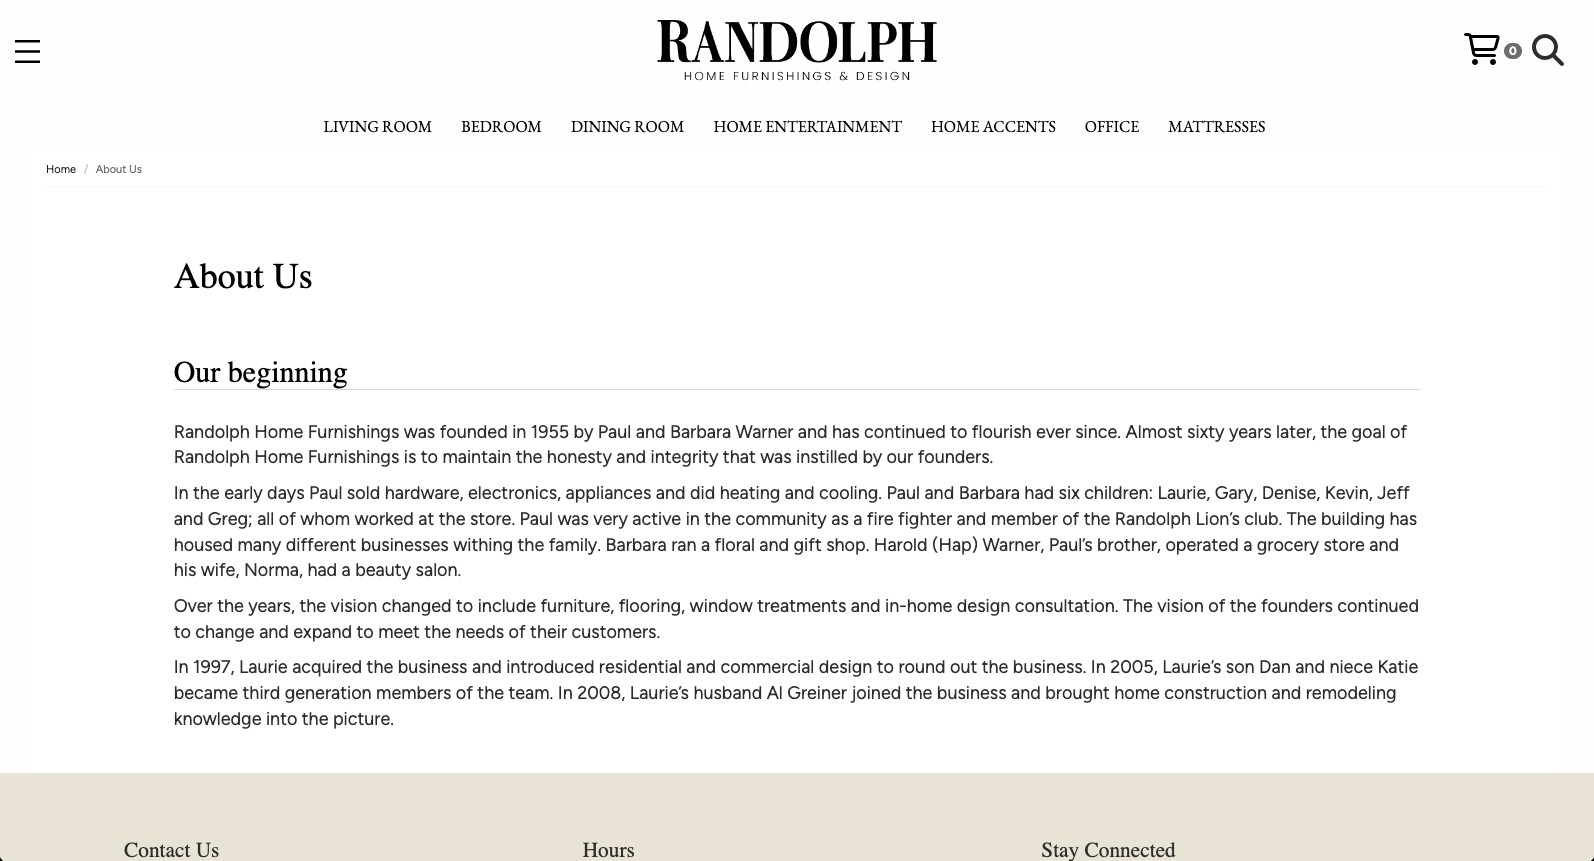 RANDOLPH
HOME FURNISHINGS & DESIGN
0
LIVING ROOM BEDROOM DINING ROOM HOME ENTERTAINMENT HOME ACCENTS OFFICE MATTRESSES
Home / About Us
About Us
Our beginning
Randolph Home Furnishings was founded in 1955 by Paul and Barbara Warner and has continued to flourish ever since. Almost sixty years later, the goal of
Randolph Home Furnishings is to maintain the honesty and integrity that was instilled by our founders.
In the early days Paul sold hardware, electronics, appliances and did heating and cooling. Paul and Barbara had six children: Laurie, Gary, Denise, Kevin, Jeff
and Greg; all of whom worked at the store. Paul was very active in the community as a fire fighter and member of the Randolph Lion's club. The building has
housed many different businesses withing the family. Barbara ran a floral and gift shop. Harold (Hap) Warner, Paul's brother, operated a grocery store and
his wife, Norma, had a beauty salon.
Over the years, the vision changed to include furniture, flooring, window treatments and in-home design consultation. The vision of the founders continued
to change and expand to meet the needs of their customers.
In 1997, Laurie acquired the business and introduced residential and commercial design to round out the business. In 2005, Laurie's son Dan and niece Katie
became third generation members of the team. In 2008, Laurie's husband Al Greiner joined the business and brought home construction and remodeling
knowledge into the picture.
Contact Us Hours Stay Connected